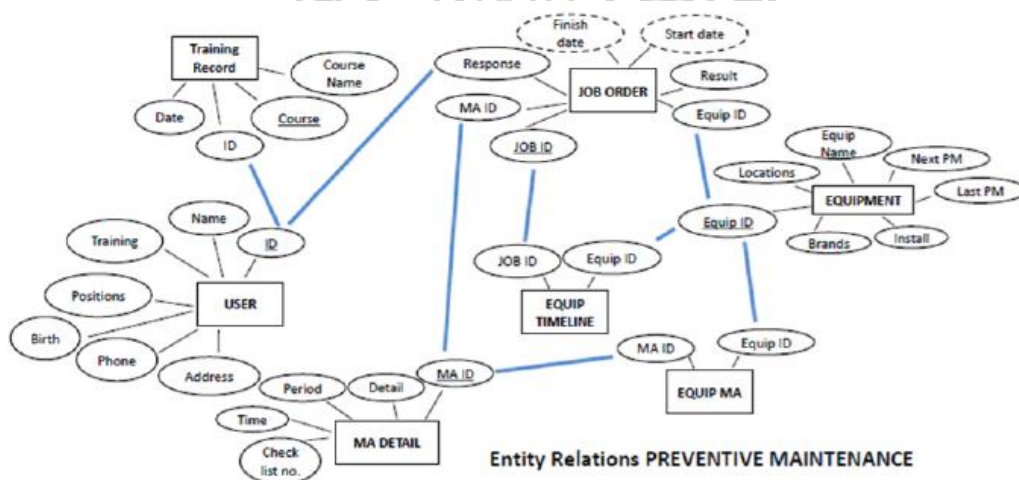 Finish
date
Start date
Training
Record
Course
Name
Response
JOB ORDER
Result
Date
Course
MA ID
Equip ID
ID
JOB ID
Equip
Name
Next PM
Locations
Last PM
EQUIPMENT
Name
Equip ID
Training
ID
Brands
Install
JOB ID
Equip ID
Positions
USER
EQUIP
TIMELINE
Birth
Phone
MA ID
Equip ID
Address
MA ID
Period
Detail
EQUIP MA
Time
MA DETAIL
Check
list no.
Entity Relations PREVENTIVE MAINTENANCE